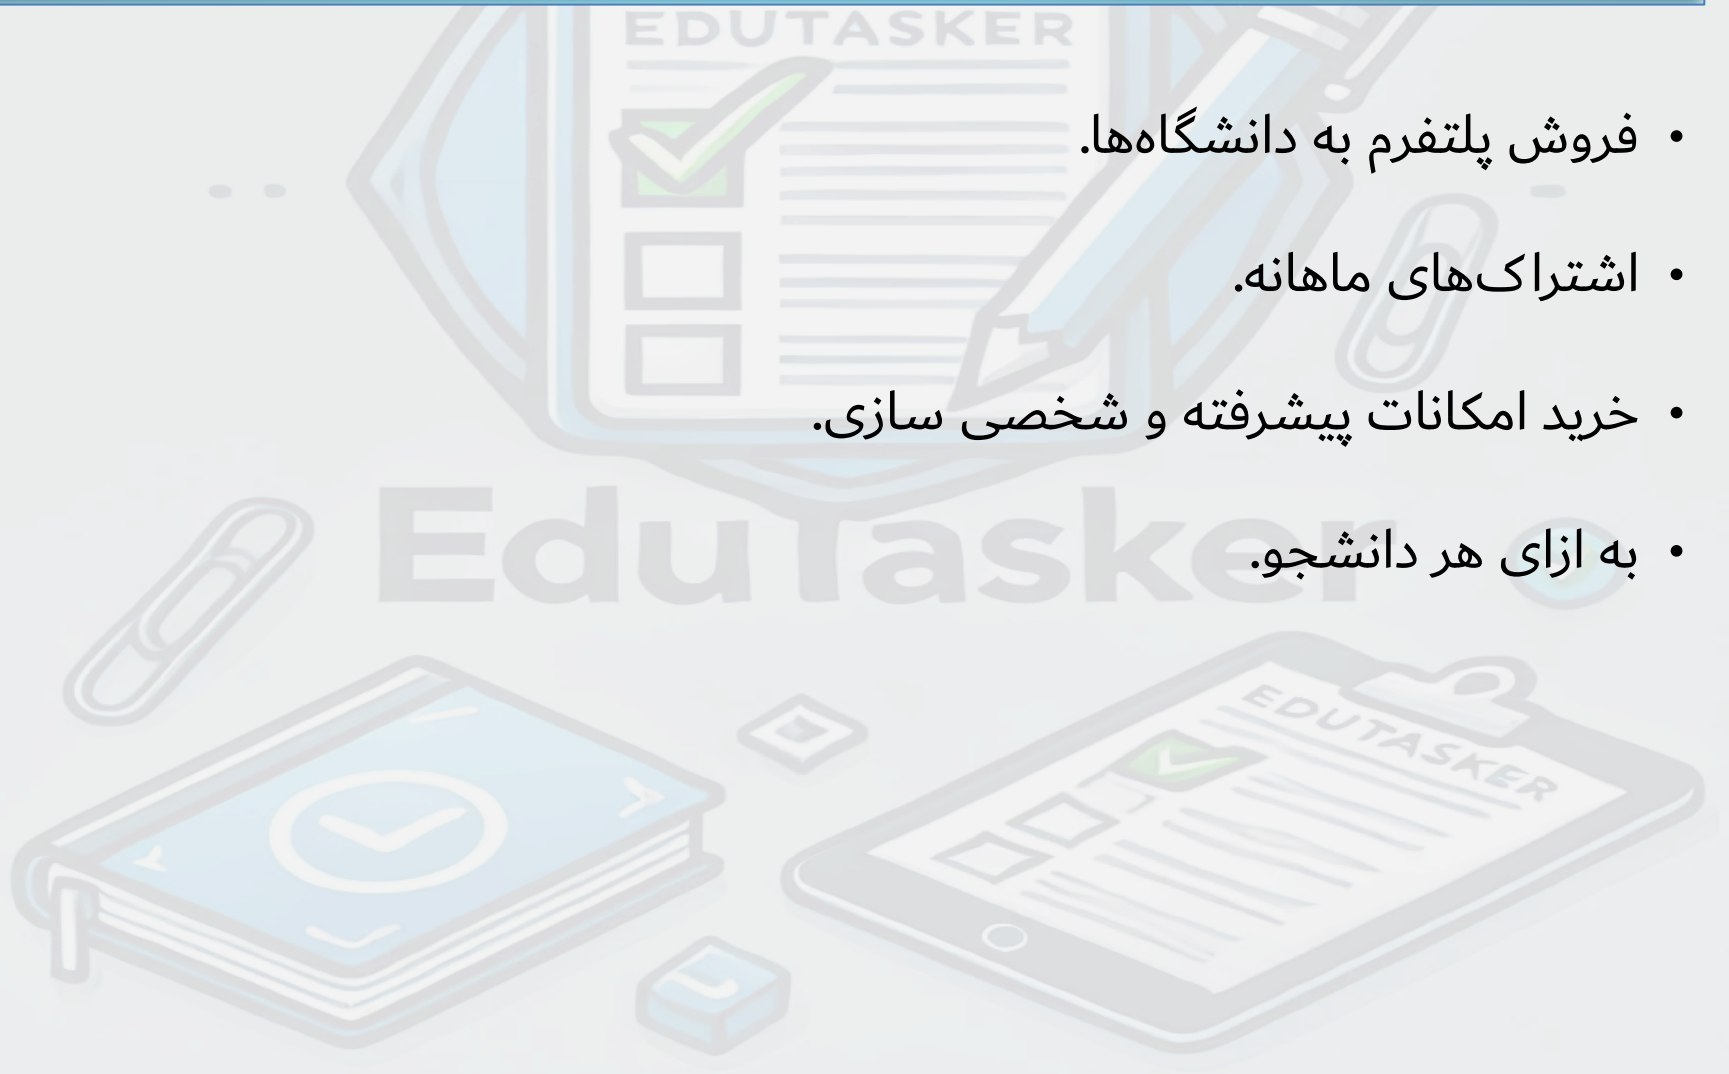 EDUTASKER
• فروش پلتفرم به دانشگاه‌ها.
• اشتراک‌های ماهانه.
• خرید امکانات پیشرفته و شخصی سازی.
EduTasker
• به ازای هر دانشجو.
EDUTASKER